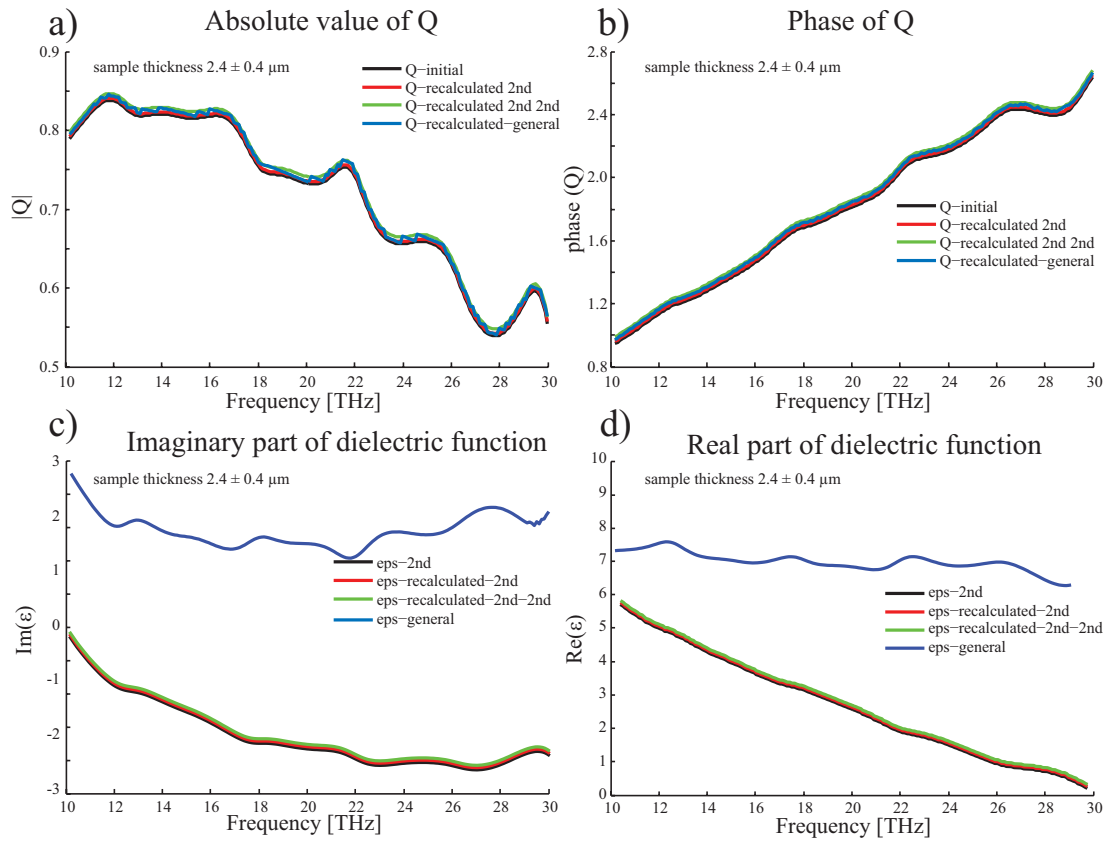 a)
Absolute value of Q
0.9
sample thickness 2.4 ± 0.4 µm
Q−initial
Q−recalculated 2nd
Q−recalculated 2nd 2nd
Q−recalculated−general
0.8
|Q|
0.7
0.6
0.5
10 12 14 16 18 20 22 24 26 28 30
Frequency [THz]
b)
Phase of Q
2.8
sample thickness 2.4 ± 0.4 µm
2.4
2.0
phase (Q)
1.6
Q−initial
Q−recalculated 2nd
Q−recalculated 2nd 2nd
Q−recalculated−general
1.2
0.8
10 12 14 16 18 20 22 24 26 28 30
Frequency [THz]
c)
Imaginary part of dielectric function
3
sample thickness 2.4 ± 0.4 µm
2
1
eps−2nd
eps−recalculated−2nd
eps−recalculated−2nd−2nd
eps−general
0
Im(ε)
-1
-2
-3
10 12 14 16 18 20 22 24 26 28 30
Frequency [THz]
d)
Real part of dielectric function
10
sample thickness 2.4 ± 0.4 µm
9
8
7
6
eps−2nd
eps−recalculated−2nd
eps−recalculated−2nd−2nd
eps−general
5
Re(ε)
4
3
2
1
0
10 12 14 16 18 20 22 24 26 28 30
Frequency [THz]